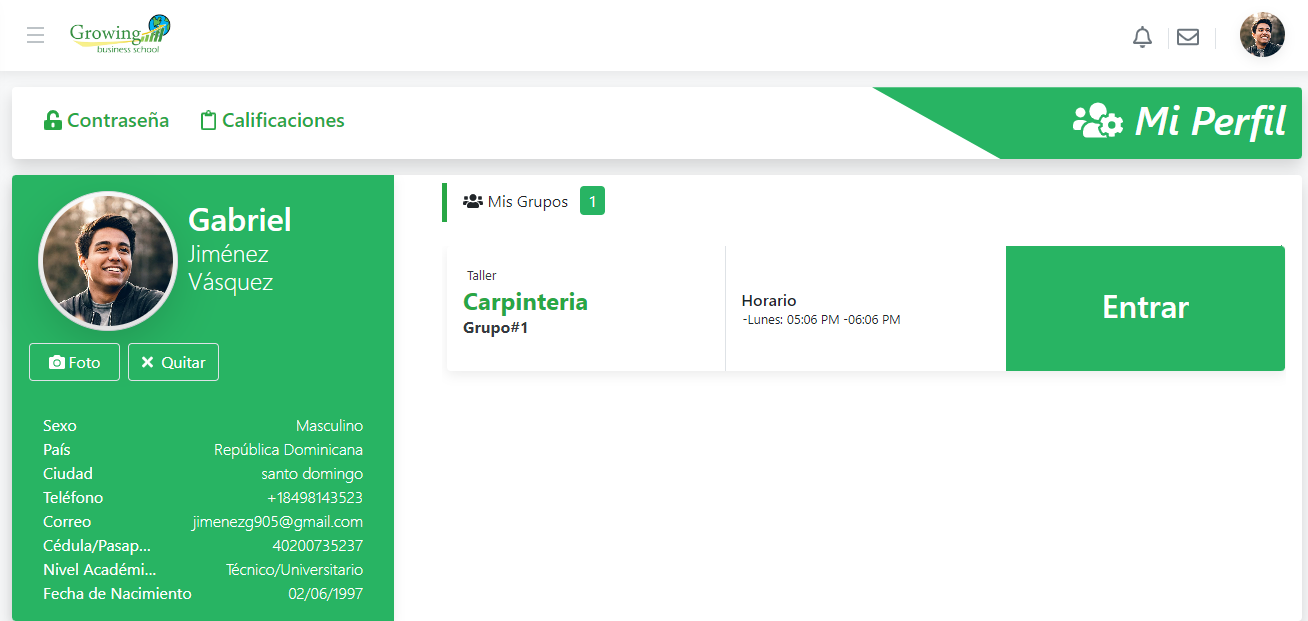 Growing
business school
Contraseña
Calificaciones
Mi Perfil
Gabriel
Jiménez
Vásquez
Foto
Quitar
Sexo Masculino
País República Dominicana
Ciudad santo domingo
Teléfono +18498143523
Correo jimenezg905@gmail.com
Cédula/Pasap... 40200735237
Nivel Académi... Técnico/Universitario
Fecha de Nacimiento 02/06/1997
Mis Grupos 1
Taller
Carpinteria
Grupo#1
Horario
-Lunes: 05:06 PM -06:06 PM
Entrar